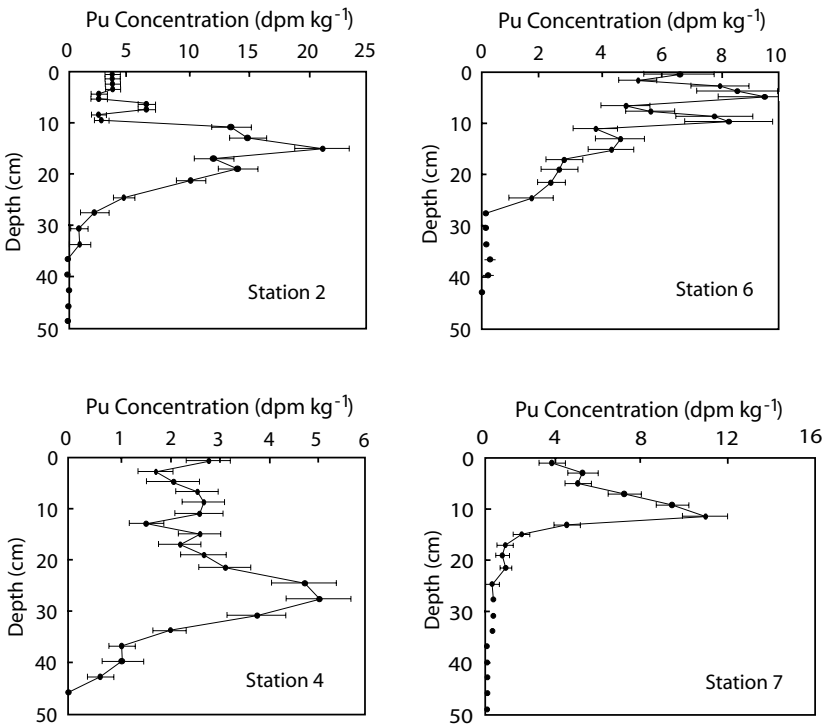 Pu Concentration (dpm kg-1)
0 5 10 15 20 25
0
10
20
30
40
50
Depth (cm)
Station 2
Pu Concentration (dpm kg-1)
0 2 4 6 8 10
0
10
20
30
40
50
Depth (cm)
Station 6
Pu Concentration (dpm kg-1)
0 1 2 3 4 5 6
0
10
20
30
40
50
Depth (cm)
Station 4
Pu Concentration (dpm kg-1)
0 4 8 12 16
0
10
20
30
40
50
Depth (cm)
Station 7